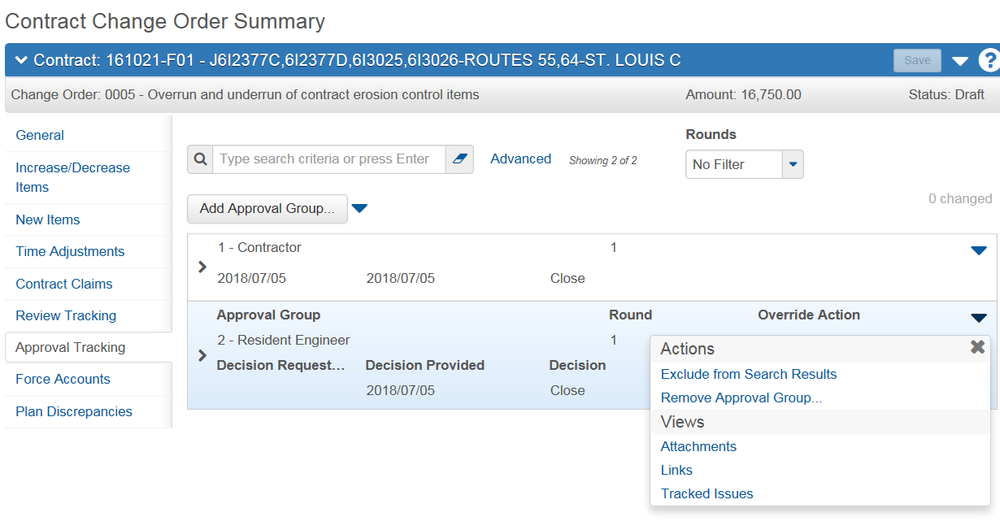 Contract Change Order Summary
Contract: 161021-F01 - J6I2377C,6I2377D,6I3025,6I3026-ROUTES 55,64-ST. LOUIS C
Save
?
Change Order: 0005 - Overrun and underrun of contract erosion control items
Amount: 16,750.00
Status: Draft
General
Increase/Decrease
Items
New Items
Time Adjustments
Contract Claims
Review Tracking
Approval Tracking
Force Accounts
Plan Discrepancies
Type search criteria or press Enter
Advanced
Showing 2 of 2
Rounds
No Filter
0 changed
Add Approval Group...
1 - Contractor
1
2018/07/05
2018/07/05
Close
Approval Group
Round
Override Action
2 - Resident Engineer
1
Decision Request...
Decision Provided
Decision
2018/07/05
Close
Actions
Exclude from Search Results
Remove Approval Group...
Views
Attachments
Links
Tracked Issues